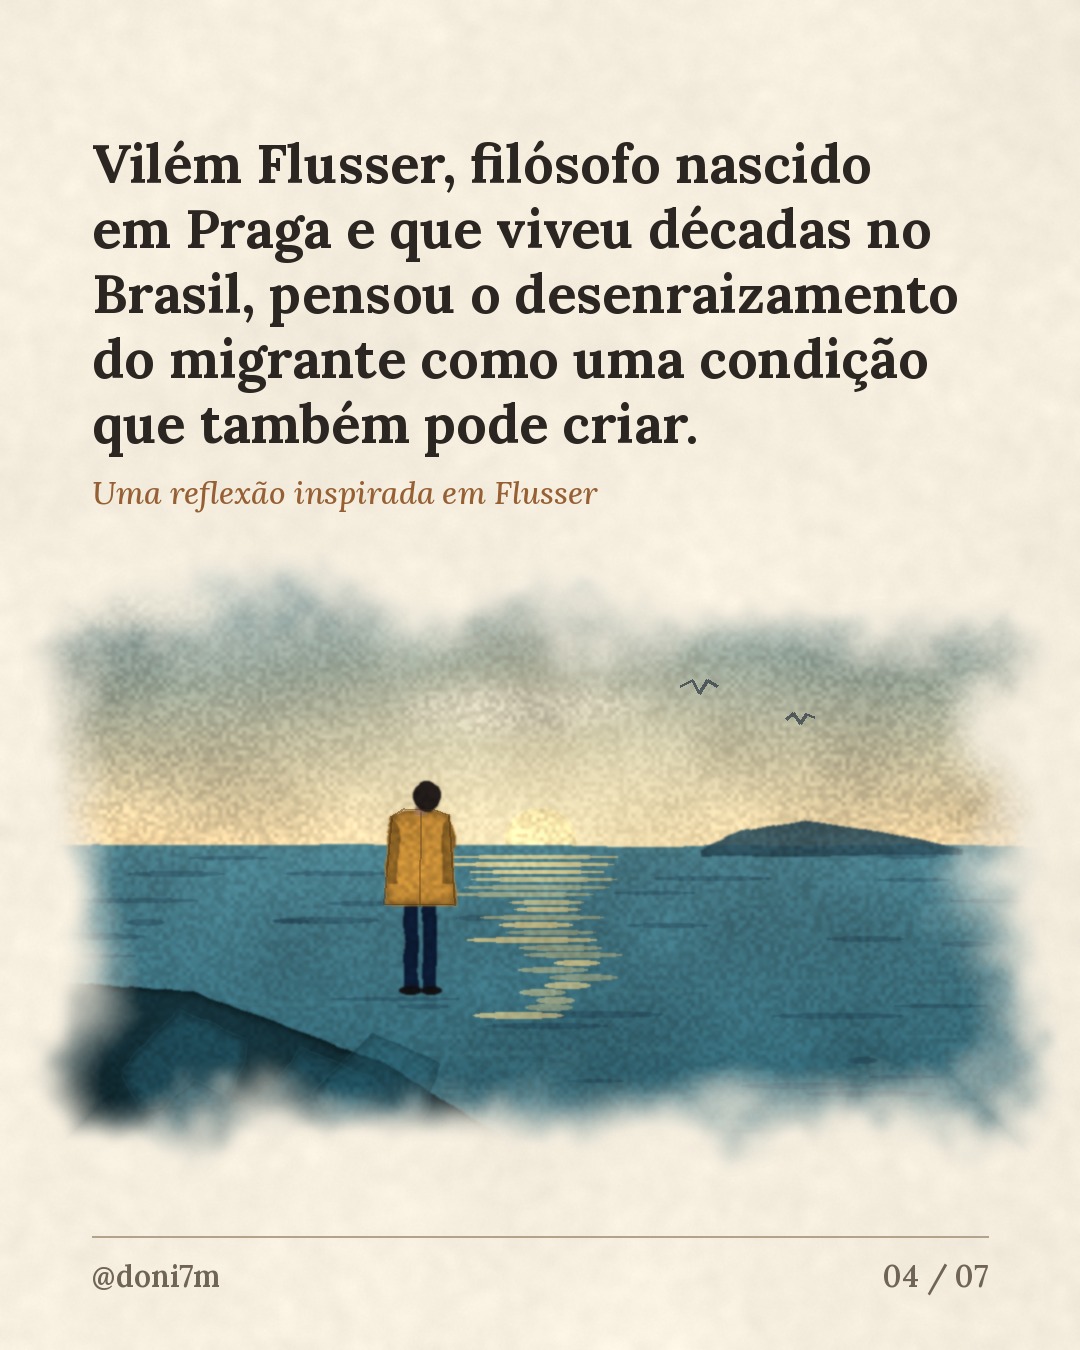 Vilém Flusser, filósofo nascido
em Praga e que viveu décadas no
Brasil, pensou o desenraizamento
do migrante como uma condição
que também pode criar.
Uma reflexão inspirada em Flusser
@doni7m
04 / 07